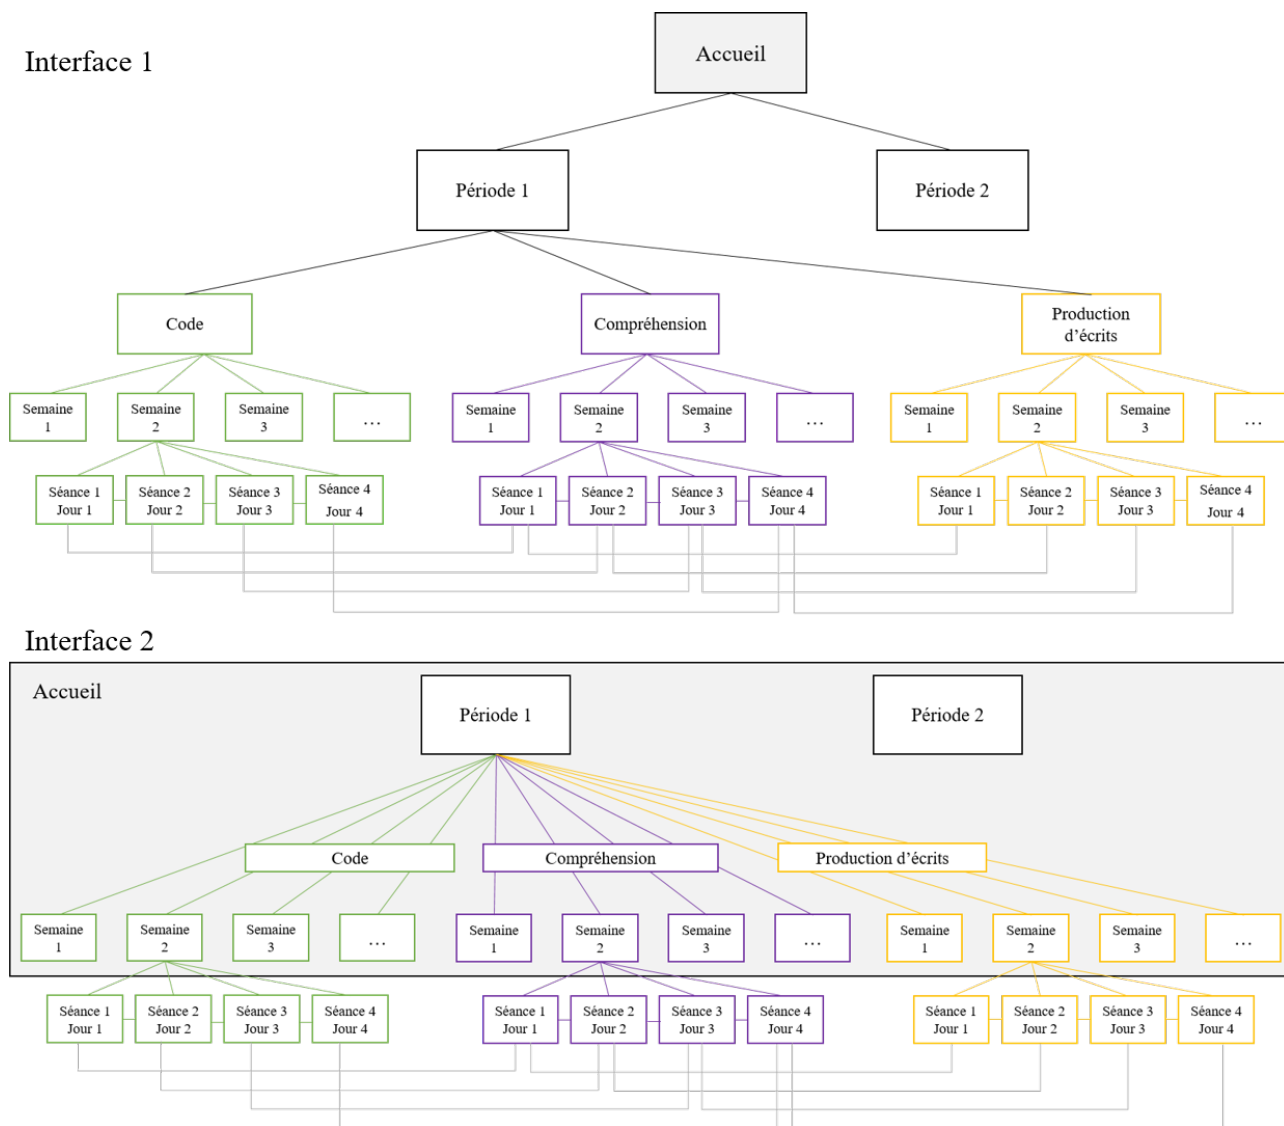 Interface 1
Accueil
Période 1
Période 2
Code
Compréhension
Production
d'écrits
Semaine
1
Semaine
2
Semaine
3
...
Semaine
1
Semaine
2
Semaine
3
...
Semaine
1
Semaine
2
Semaine
3
...
Séance 1
Jour 1
Séance 2
Jour 2
Séance 3
Jour 3
Séance 4
Jour 4
Séance 1
Jour 1
Séance 2
Jour 2
Séance 3
Jour 3
Séance 4
Jour 4
Séance 1
Jour 1
Séance 2
Jour 2
Séance 3
Jour 3
Séance 4
Jour 4
Interface 2
Accueil
Période 1
Période 2
Code
Compréhension
Production d'écrits
Semaine
1
Semaine
2
Semaine
3
...
Semaine
1
Semaine
2
Semaine
3
...
Semaine
1
Semaine
2
Semaine
3
...
Séance 1
Jour 1
Séance 2
Jour 2
Séance 3
Jour 3
Séance 4
Jour 4
Séance 1
Jour 1
Séance 2
Jour 2
Séance 3
Jour 3
Séance 4
Jour 4
Séance 1
Jour 1
Séance 2
Jour 2
Séance 3
Jour 3
Séance 4
Jour 4